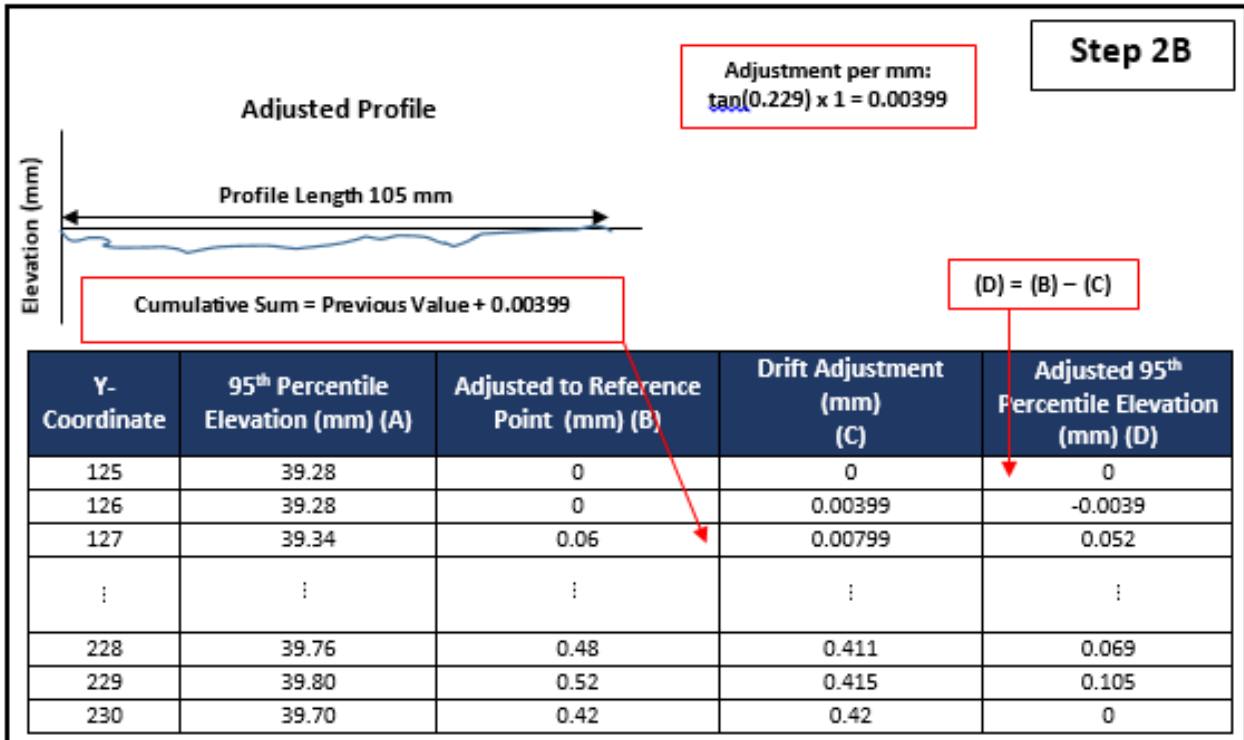 Step 2B
Adjustment per mm:
tan(0.229) x 1 = 0.00399
Adjusted Profile
Elevation (mm)
Profile Length 105 mm
Cumulative Sum = Previous Value + 0.00399
(D) = (B) – (C)
Y-
Coordinate
95th Percentile
Elevation (mm) (A)
Adjusted to Reference
Point (mm) (B)
Drift Adjustment
(mm)
(C)
Adjusted 95th
Percentile Elevation
(mm) (D)
125 39.28 0 0 0
126 39.28 0 0.00399 -0.0039
127 39.34 0.06 0.00799 0.052
⋮ ⋮ ⋮ ⋮ ⋮
228 39.76 0.48 0.411 0.069
229 39.80 0.52 0.415 0.105
230 39.70 0.42 0.42 0